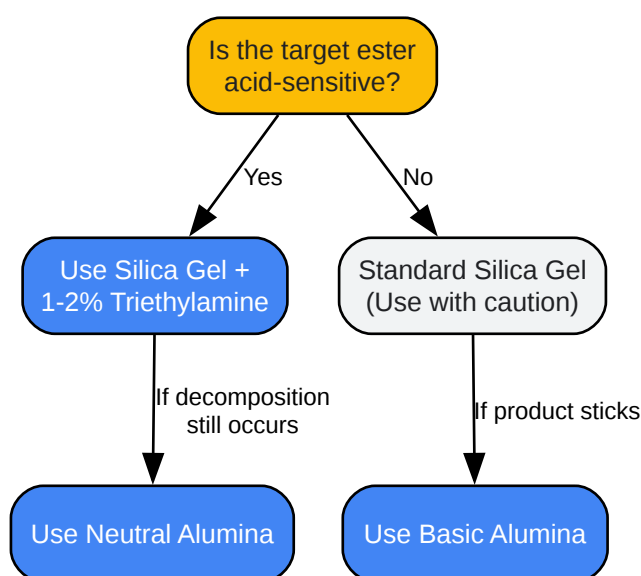 Is the target ester
acid-sensitive?
Yes
No
Use Silica Gel +
1-2% Triethylamine
Standard Silica Gel
(Use with caution)
If decomposition
still occurs
If product sticks
Use Neutral Alumina
Use Basic Alumina